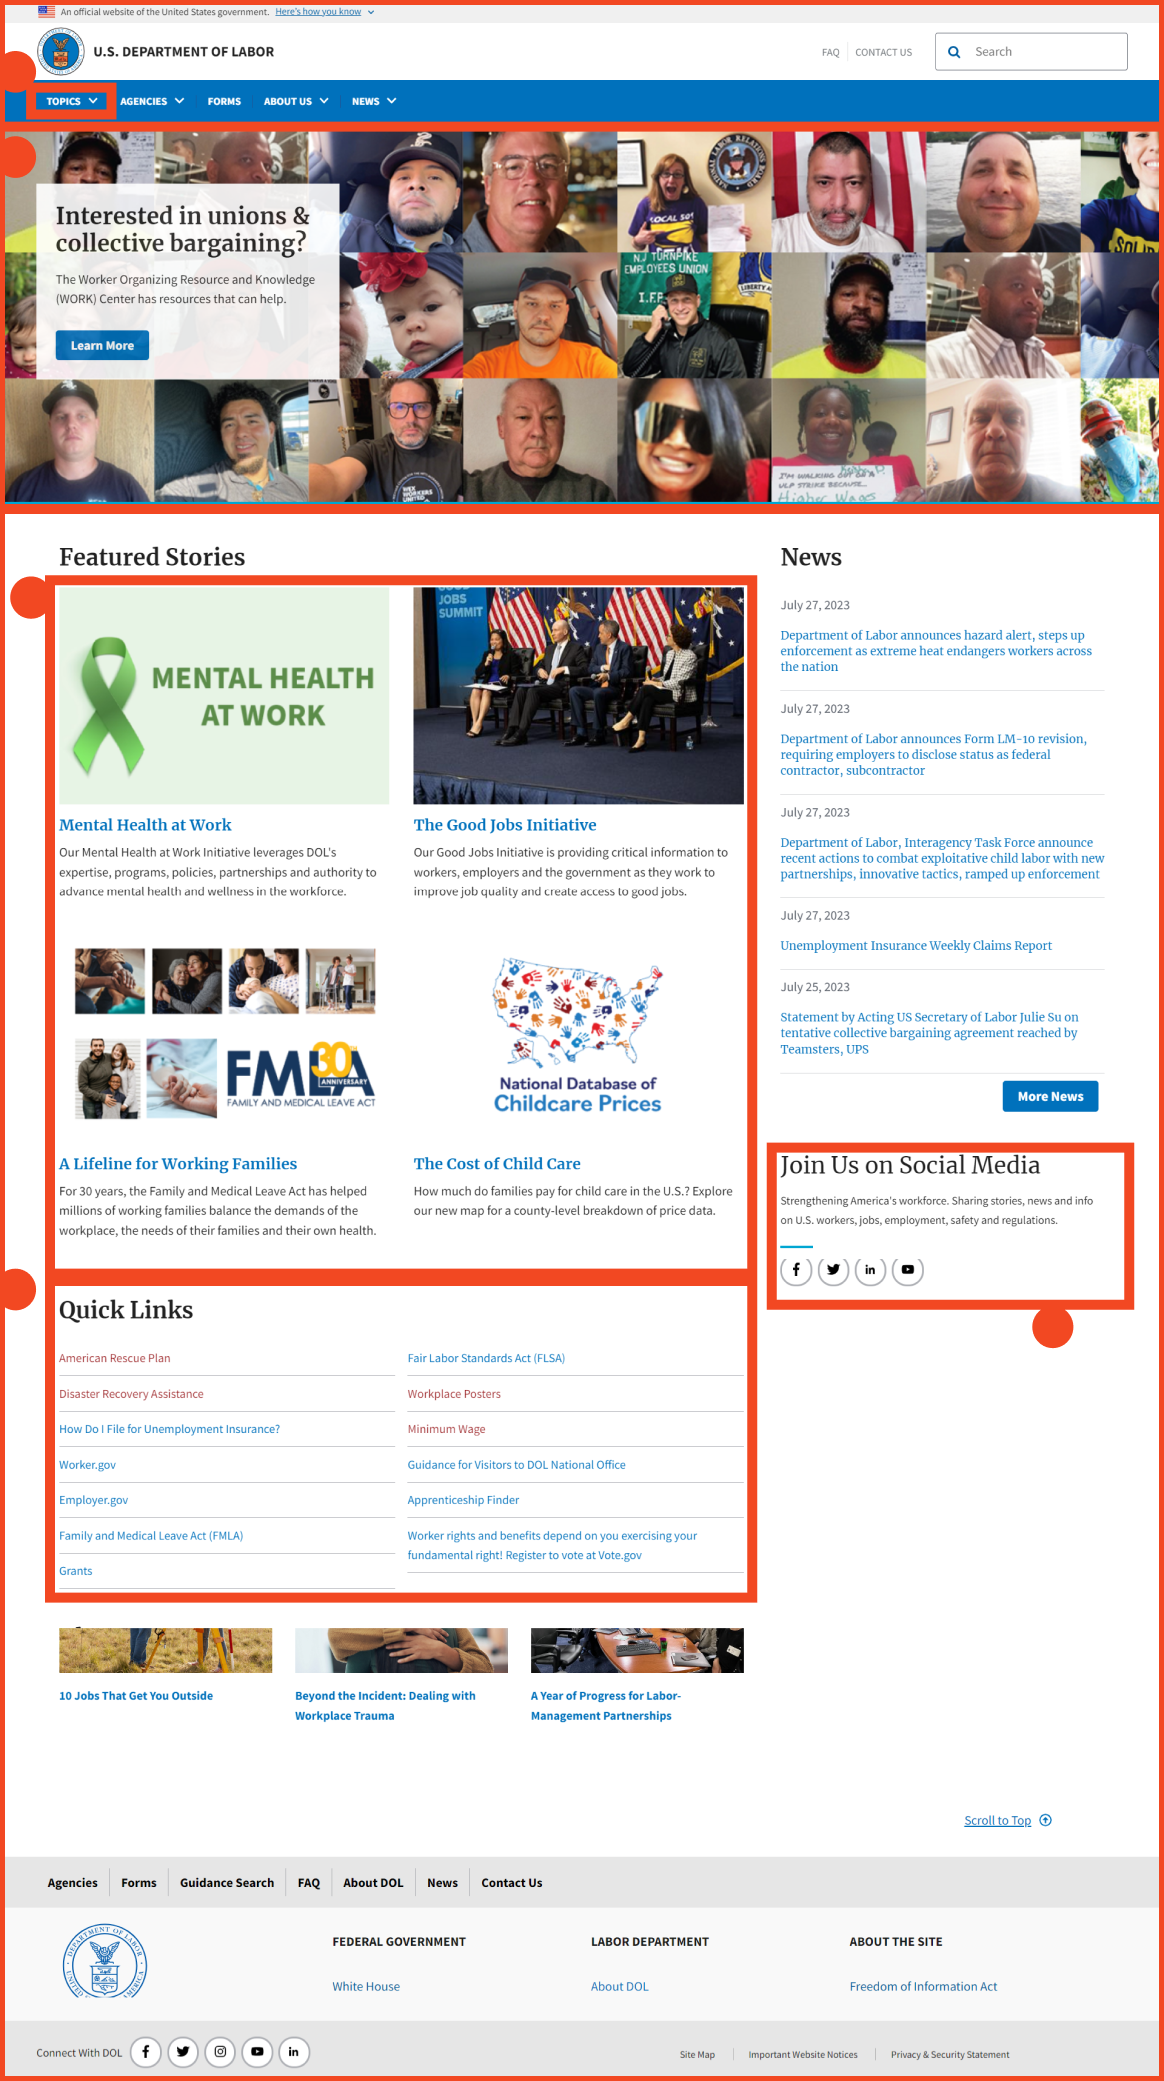 An official website of the United States government. Here's how you know
U.S. DEPARTMENT OF LABOR
FAQ
CONTACT US
Search
TOPICS
AGENCIES
FORMS
ABOUT US
NEWS
Interested in unions &
collective bargaining?
The Worker Organizing Resource and Knowledge
(WORK) Center has resources that can help.
Learn More
LOCAL 501
N.J. TURNPIKE
EMPLOYEES UNION
I.F.P.
I'M WALKING OUT ON A
ULP STRIKE BECAUSE...
Higher Wages
Featured Stories
MENTAL HEALTH
AT WORK
GOOD
JOBS
SUMMIT
Mental Health at Work
Our Mental Health at Work Initiative leverages DOL's
expertise, programs, policies, partnerships and authority to
advance mental health and wellness in the workforce.
The Good Jobs Initiative
Our Good Jobs Initiative is providing critical information to
workers, employers and the government as they work to
improve job quality and create access to good jobs.
FMLA
30TH
ANNIVERSARY
FAMILY AND MEDICAL LEAVE ACT
National Database of
Childcare Prices
A Lifeline for Working Families
For 30 years, the Family and Medical Leave Act has helped
millions of working families balance the demands of the
workplace, the needs of their families and their own health.
The Cost of Child Care
How much do families pay for child care in the U.S.? Explore
our new map for a county-level breakdown of price data.
News
July 27, 2023
Department of Labor announces hazard alert, steps up
enforcement as extreme heat endangers workers across
the nation
July 27, 2023
Department of Labor announces Form LM-10 revision,
requiring employers to disclose status as federal
contractor, subcontractor
July 27, 2023
Department of Labor, Interagency Task Force announce
recent actions to combat exploitative child labor with new
partnerships, innovative tactics, ramped up enforcement
July 27, 2023
Unemployment Insurance Weekly Claims Report
July 25, 2023
Statement by Acting US Secretary of Labor Julie Su on
tentative collective bargaining agreement reached by
Teamsters, UPS
More News
Join Us on Social Media
Strengthening America's workforce. Sharing stories, news and info
on U.S. workers, jobs, employment, safety and regulations.
Quick Links
American Rescue Plan
Disaster Recovery Assistance
How Do I File for Unemployment Insurance?
Worker.gov
Employer.gov
Family and Medical Leave Act (FMLA)
Grants
Fair Labor Standards Act (FLSA)
Workplace Posters
Minimum Wage
Guidance for Visitors to DOL National Office
Apprenticeship Finder
Worker rights and benefits depend on you exercising your
fundamental right! Register to vote at Vote.gov
10 Jobs That Get You Outside
Beyond the Incident: Dealing with
Workplace Trauma
A Year of Progress for Labor-
Management Partnerships
Scroll to Top
Agencies
Forms
Guidance Search
FAQ
About DOL
News
Contact Us
DEPARTMENT OF LABOR
UNITED
AMERICA
FEDERAL GOVERNMENT
White House
LABOR DEPARTMENT
About DOL
ABOUT THE SITE
Freedom of Information Act
Connect With DOL
Site Map
Important Website Notices
Privacy & Security Statement